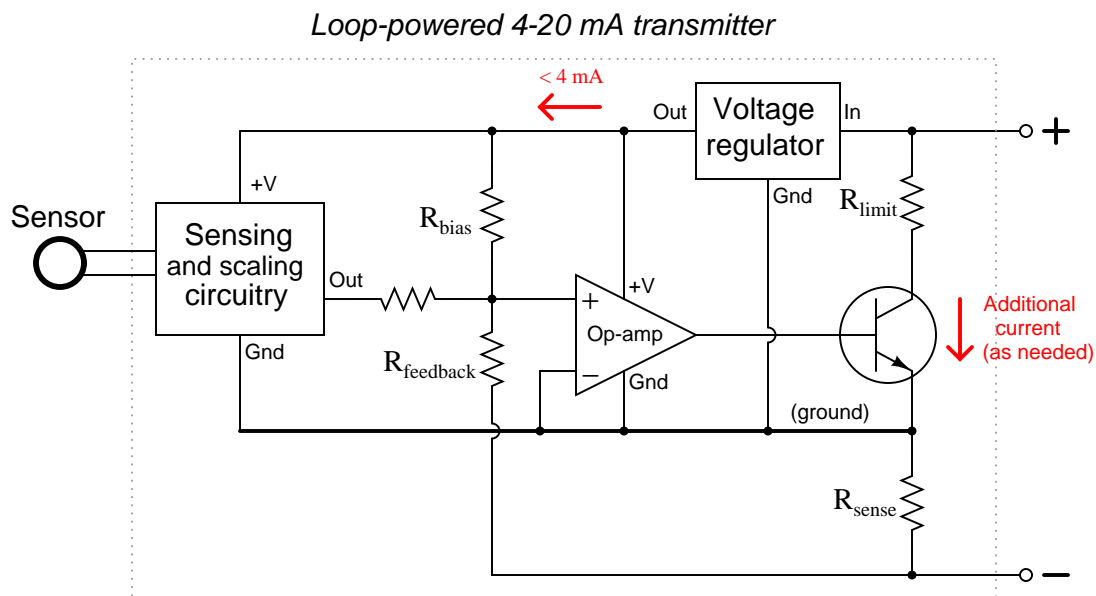 Loop-powered 4-20 mA transmitter
< 4 mA
Out
Voltage
regulator
In
Gnd
+
+V
Sensor
Sensing
and scaling
circuitry
Out
Gnd
Rbias
Rlimit
+
+V
Op-amp
−
Gnd
Rfeedback
Additional
current
(as needed)
(ground)
Rsense
−